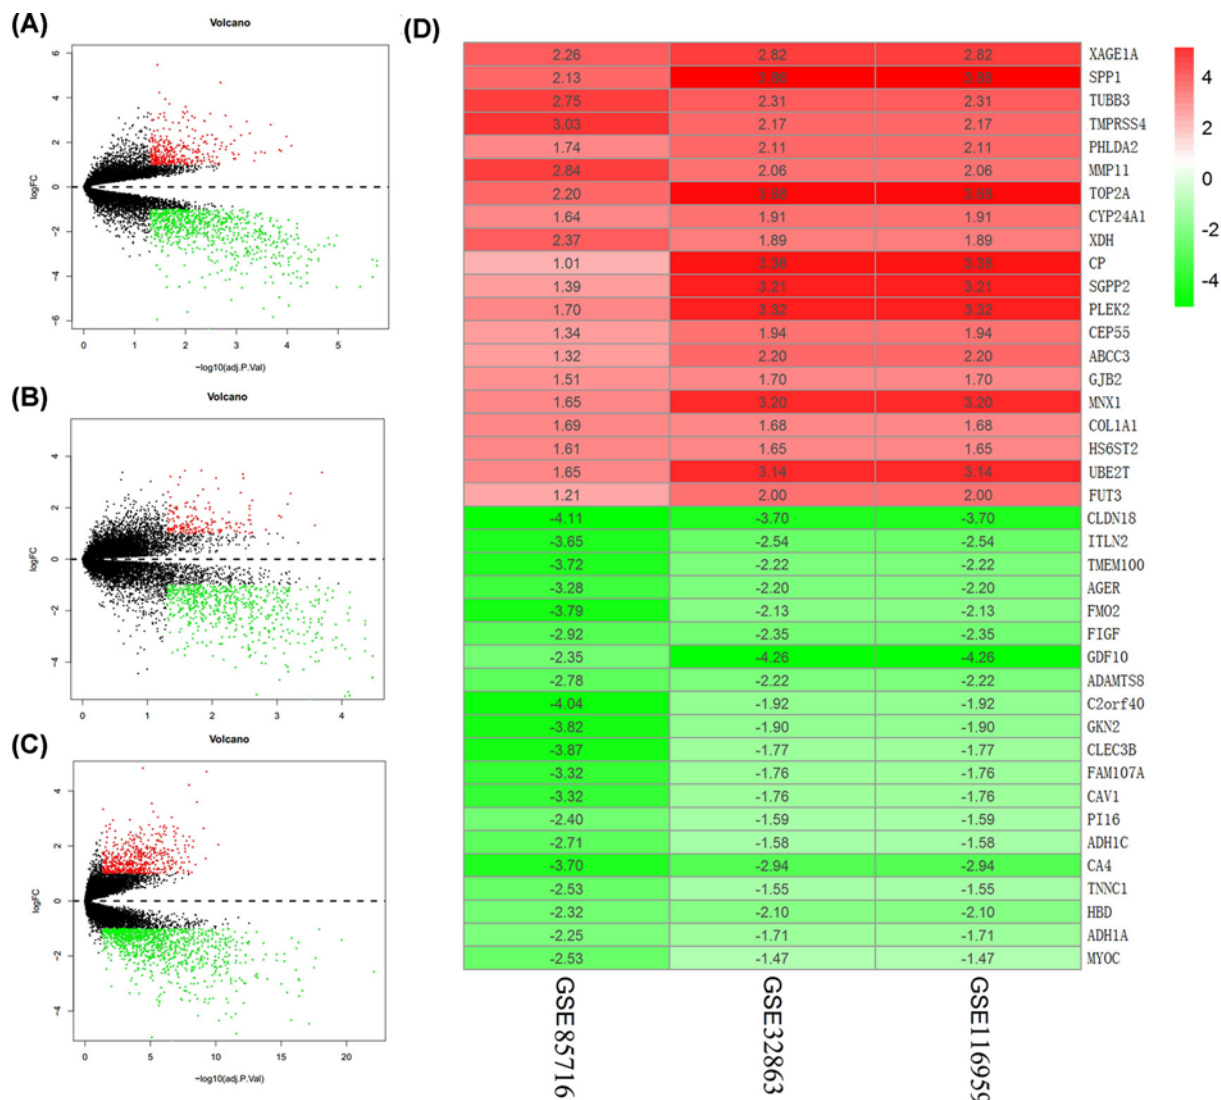 (A)
Volcano
6
4
2
0
-2
-4
-6
logFC
0 1 2 3 4 5
-log10(adj.P.Val)
(B)
Volcano
4
2
0
-2
-4
logFC
0 1 2 3 4
(C)
Volcano
4
2
0
-2
-4
logFC
0 5 10 15 20
-log10(adj.P.Val)
(D)
2.26 2.82 2.82 XAGE1A
2.13 3.86 3.86 SPP1
2.75 2.31 2.31 TUBB3
3.03 2.17 2.17 TMPRSS4
1.74 2.11 2.11 PHLDA2
2.84 2.06 2.06 MMP11
2.20 3.68 3.68 TOP2A
1.64 1.91 1.91 CYP24A1
2.37 1.89 1.89 XDH
1.01 3.38 3.38 CP
1.39 3.21 3.21 SGPP2
1.70 3.32 3.32 PLEK2
1.34 1.94 1.94 CEP55
1.32 2.20 2.20 ABCC3
1.51 1.70 1.70 GJB2
1.65 3.20 3.20 MNX1
1.69 1.68 1.68 COL1A1
1.61 1.65 1.65 HS6ST2
1.65 3.14 3.14 UBE2T
1.21 2.00 2.00 FUT3
-4.11 -3.70 -3.70 CLDN18
-3.65 -2.54 -2.54 ITLN2
-3.72 -2.22 -2.22 TMEM100
-3.28 -2.20 -2.20 AGER
-3.79 -2.13 -2.13 FMO2
-2.92 -2.35 -2.35 FIGF
-2.35 -4.26 -4.26 GDF10
-2.78 -2.22 -2.22 ADAMTS8
-4.04 -1.92 -1.92 C2orf40
-3.82 -1.90 -1.90 GKN2
-3.87 -1.77 -1.77 CLEC3B
-3.32 -1.76 -1.76 FAM107A
-3.32 -1.76 -1.76 CAV1
-2.40 -1.59 -1.59 PI16
-2.71 -1.58 -1.58 ADH1C
-3.70 -2.94 -2.94 CA4
-2.53 -1.55 -1.55 TNNC1
-2.32 -2.10 -2.10 HBD
-2.25 -1.71 -1.71 ADH1A
-2.53 -1.47 -1.47 MYOC
GSE85716
GSE32863
GSE116959
4
2
0
-2
-4